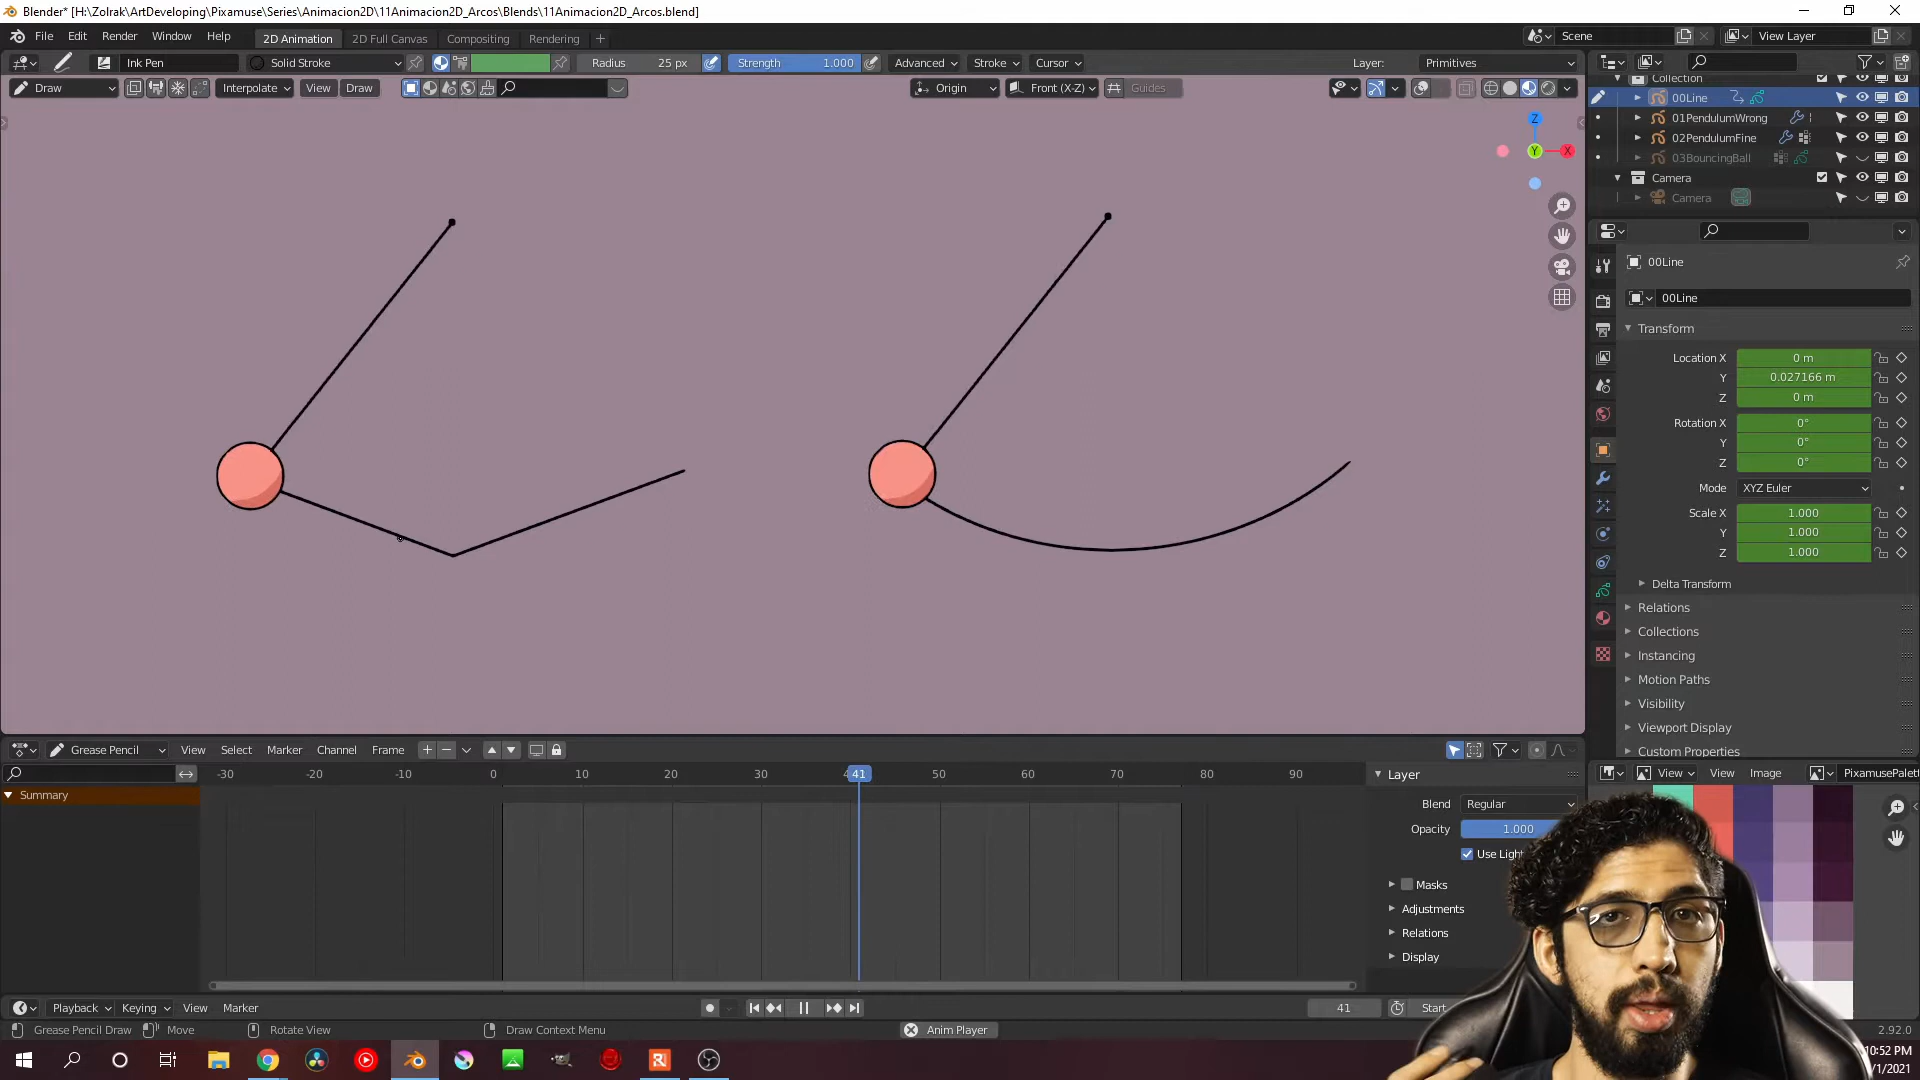 Blender* [H:\Zolrak\ArtDeveloping\Pixamuse\Series\Animacion2D\11Animacion2D_Arcos\Blends\11Animacion2D_Arcos.blend]
File Edit Render Window Help 2D Animation 2D Full Canvas Compositing Rendering + Scene View Layer
Ink Pen Solid Stroke Radius 25 px Strength 1.000 Advanced Stroke Cursor Layer: Primitives
Draw Interpolate View Draw Origin Front (X-Z) Guides
Collection
00Line
01PendulumWrong
02PendulumFine
03BouncingBall
Camera
Camera
Z
Y X
00Line
00Line
Transform
Location X 0 m
Y 0.027166 m
Z 0 m
Rotation X 0°
Y 0°
Z 0°
Mode XYZ Euler
Scale X 1.000
Y 1.000
Z 1.000
Delta Transform
Relations
Collections
Instancing
Motion Paths
Visibility
Viewport Display
Custom Properties
Grease Pencil View Select Marker Channel Frame
-30 -20 -10 0 10 20 30 41 50 60 70 80 90
Summary
Layer
Blend Regular
Opacity 1.000
Use Light
Masks
Adjustments
Relations
Display
View View Image PixamusePalett
Playback Keying View Marker 41 Start
Grease Pencil Draw Move Rotate View Draw Context Menu Anim Player 2.92.0
10:52 PM
/1/2021